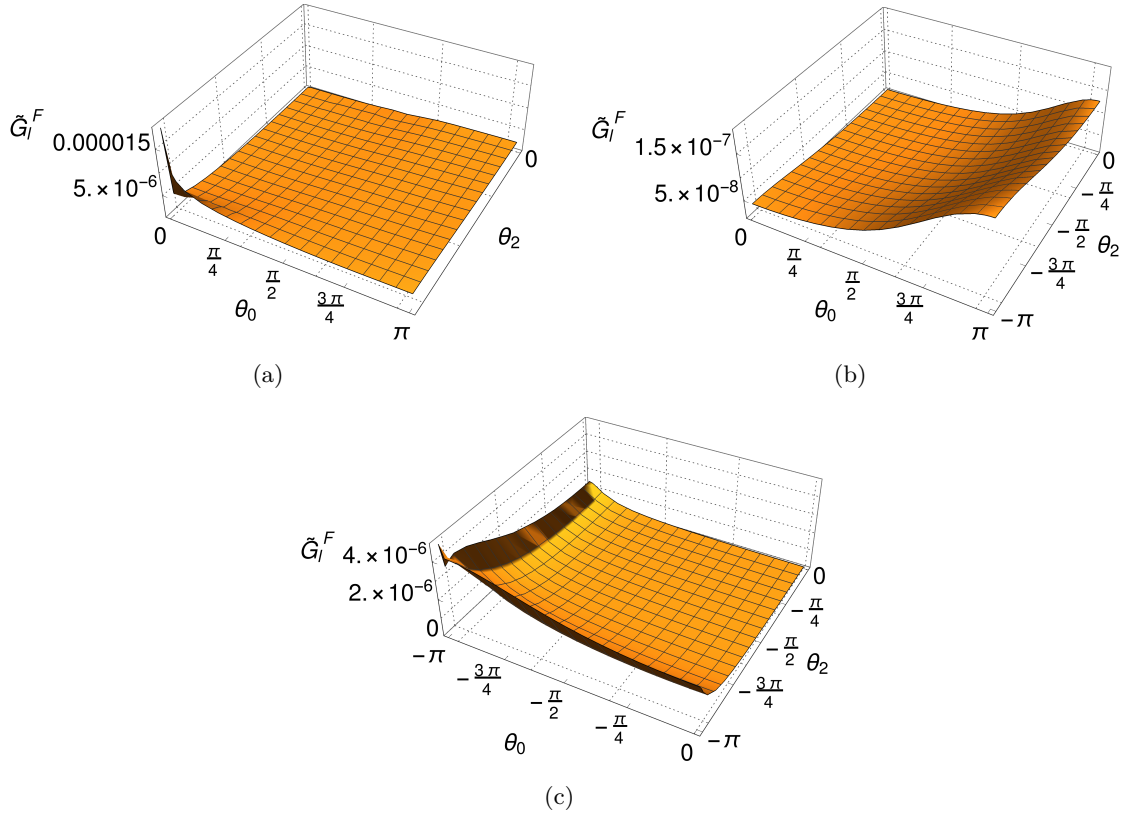 G̃_l^F
0.000015
5.×10^-6
0
π/4
π/2
3π/4
π
θ_0
0
θ_2
(a)
G̃_l^F
1.5×10^-7
5.×10^-8
0
π/4
π/2
3π/4
π
θ_0
0
-π/4
-π/2
-3π/4
-π
θ_2
(b)
G̃_l^F
4.×10^-6
2.×10^-6
0
-π
-3π/4
-π/2
-π/4
0
θ_0
0
-π/4
-π/2
-3π/4
-π
θ_2
(c)